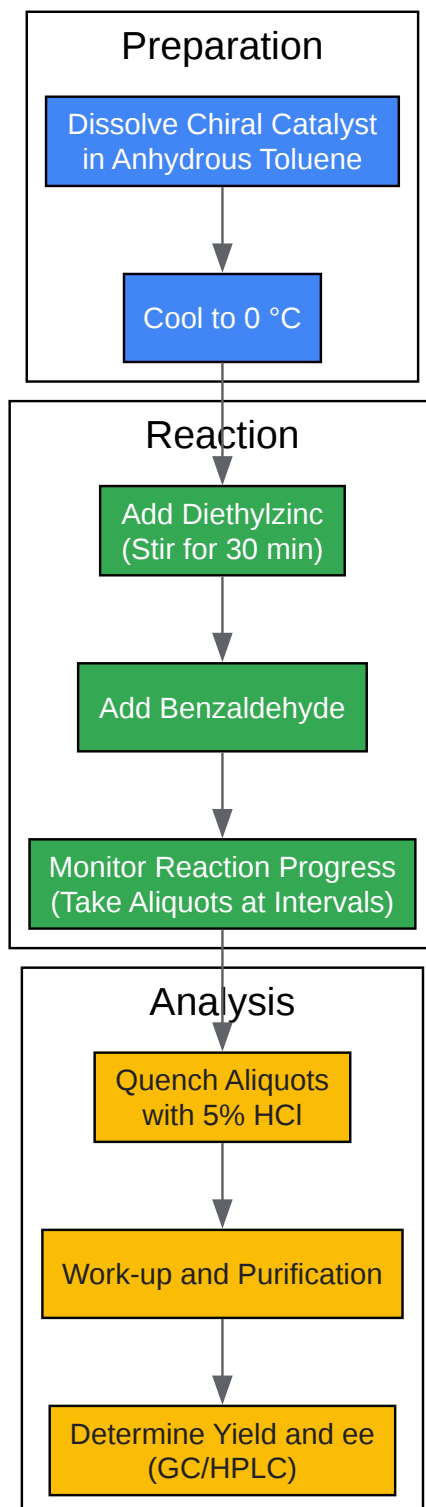 Preparation
Dissolve Chiral Catalyst
in Anhydrous Toluene
Cool to 0 °C
Reaction
Add Diethylzinc
(Stir for 30 min)
Add Benzaldehyde
Monitor Reaction Progress
(Take Aliquots at Intervals)
Analysis
Quench Aliquots
with 5% HCl
Work-up and Purification
Determine Yield and ee
(GC/HPLC)